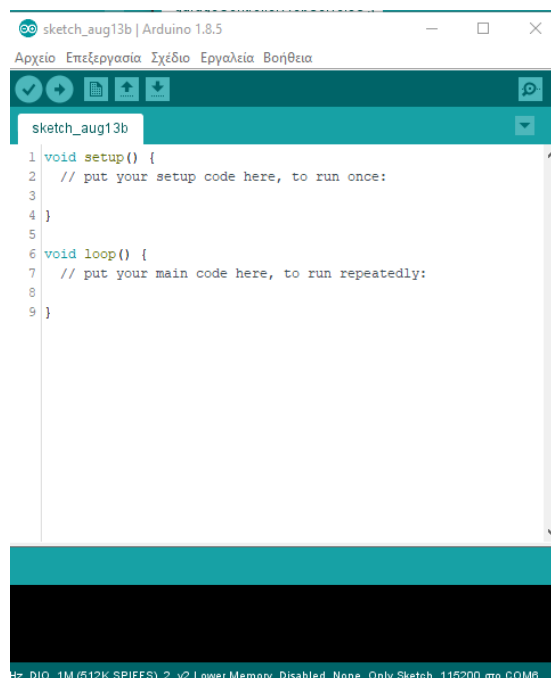 sketch_aug13b | Arduino 1.8.5
Αρχείο Επεξεργασία Σχέδιο Εργαλεία Βοήθεια
sketch_aug13b
1 void setup() {
2   // put your setup code here, to run once:
3
4 }
5
6 void loop() {
7   // put your main code here, to run repeatedly:
8
9 }
Hz, DIO, 1M (512K SPIFFS), 2, v2 Lower Memory, Disabled, None, Only Sketch, 115200 στο COM6